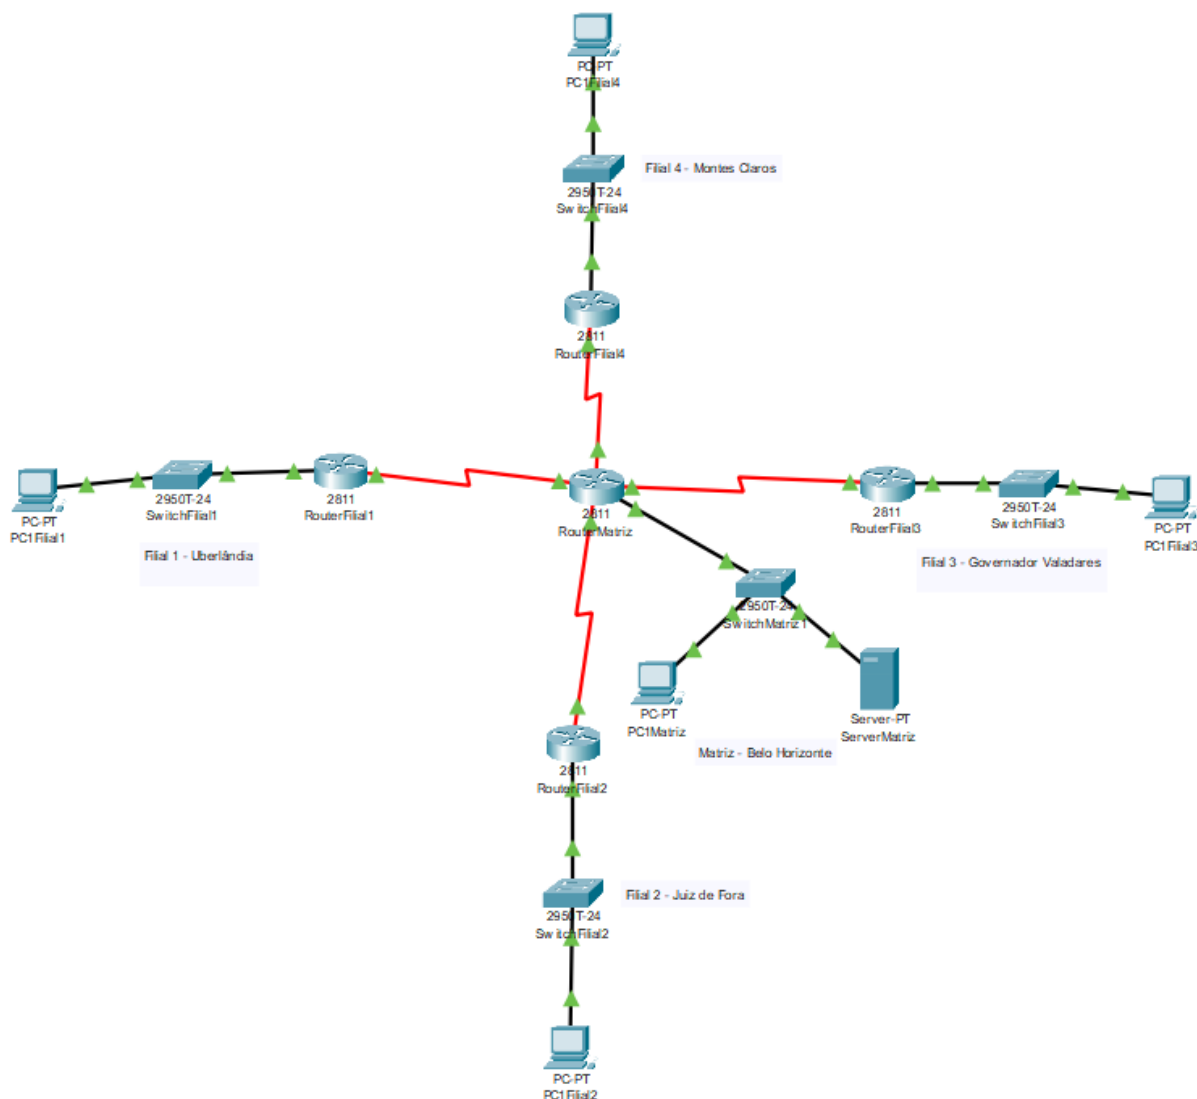 PC-PT
PC1Filial4
Filial 4 - Montes Claros
2950T-24
SwitchFilial4
2811
RouterFilial4
PC-PT
PC1Filial1
2950T-24
SwitchFilial1
2811
RouterFilial1
Filial 1 - Uberlândia
2811
RouterMatriz
2811
RouterFilial3
2950T-24
SwitchFilial3
PC-PT
PC1Filial3
Filial 3 - Governador Valadares
2950T-24
SwitchMatriz1
PC-PT
PC1Matriz
Server-PT
ServerMatriz
Matriz - Belo Horizonte
2811
RouterFilial2
Filial 2 - Juiz de Fora
2950T-24
SwitchFilial2
PC-PT
PC1Filial2